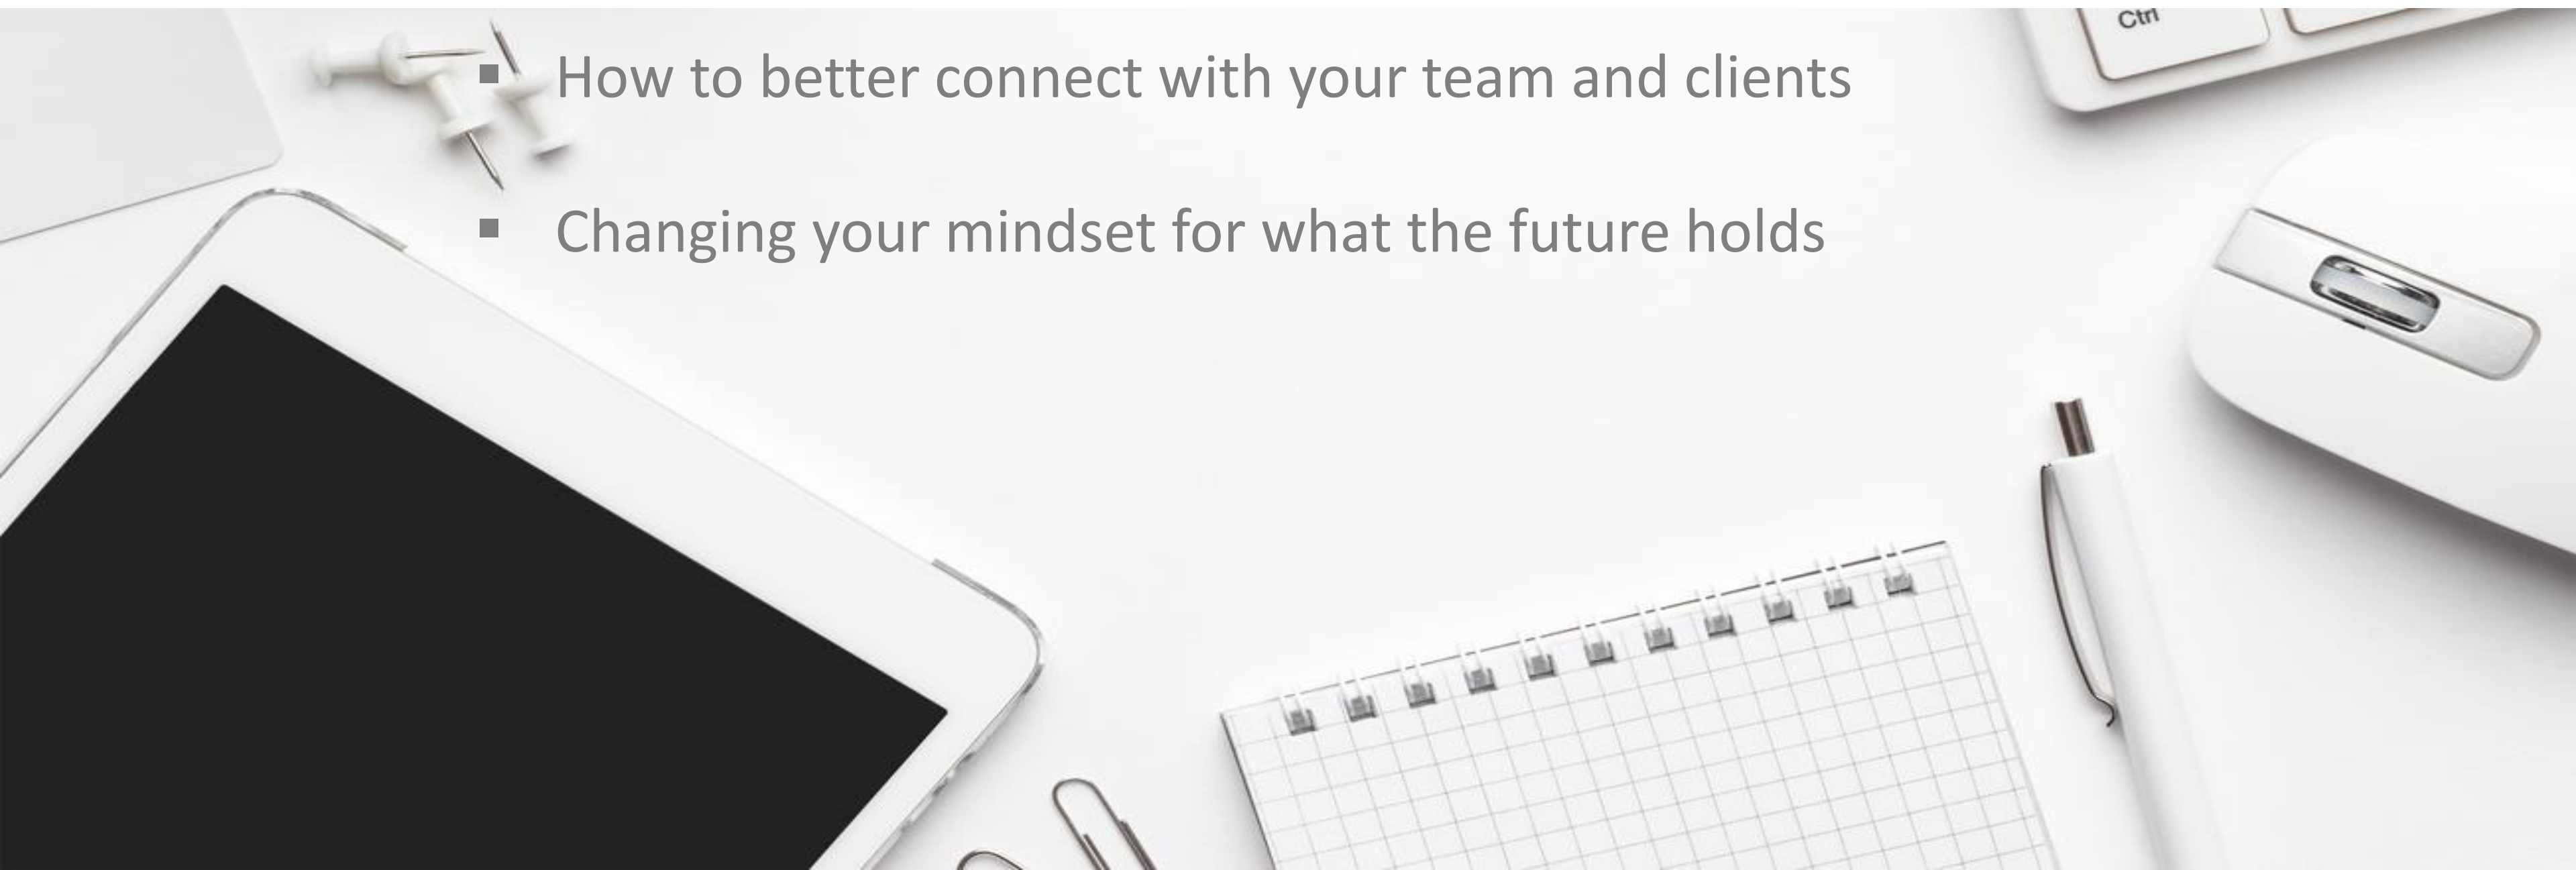 Ctrl
▪ How to better connect with your team and clients
▪ Changing your mindset for what the future holds